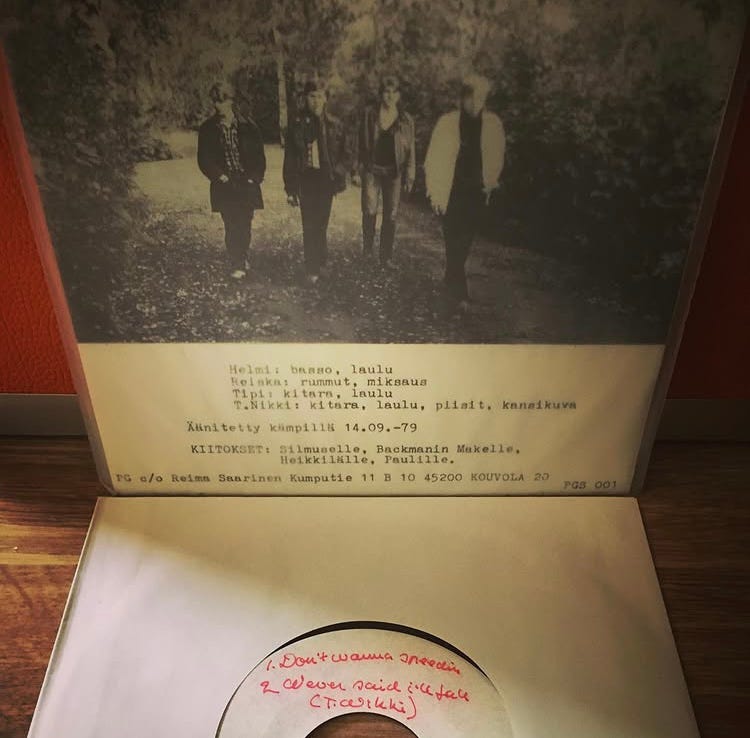 Helmi: basso, laulu
Reiska: rummut, miksaus
Tipi: kitara, laulu
T.Nikki: kitara, laulu, piisit, kansikuva
Äänitetty kämpillä 14.09.-79
KIITOKSET: Silmuselle, Backmanin Makelle,
Heikkilälle, Paulille.
PG c/o Reima Saarinen Kumputie 11 B 10 45200 KOUVOLA 20
PGS 001
1. Don't wanna speedin
2 Never said i'll fall
(T.Nikki)